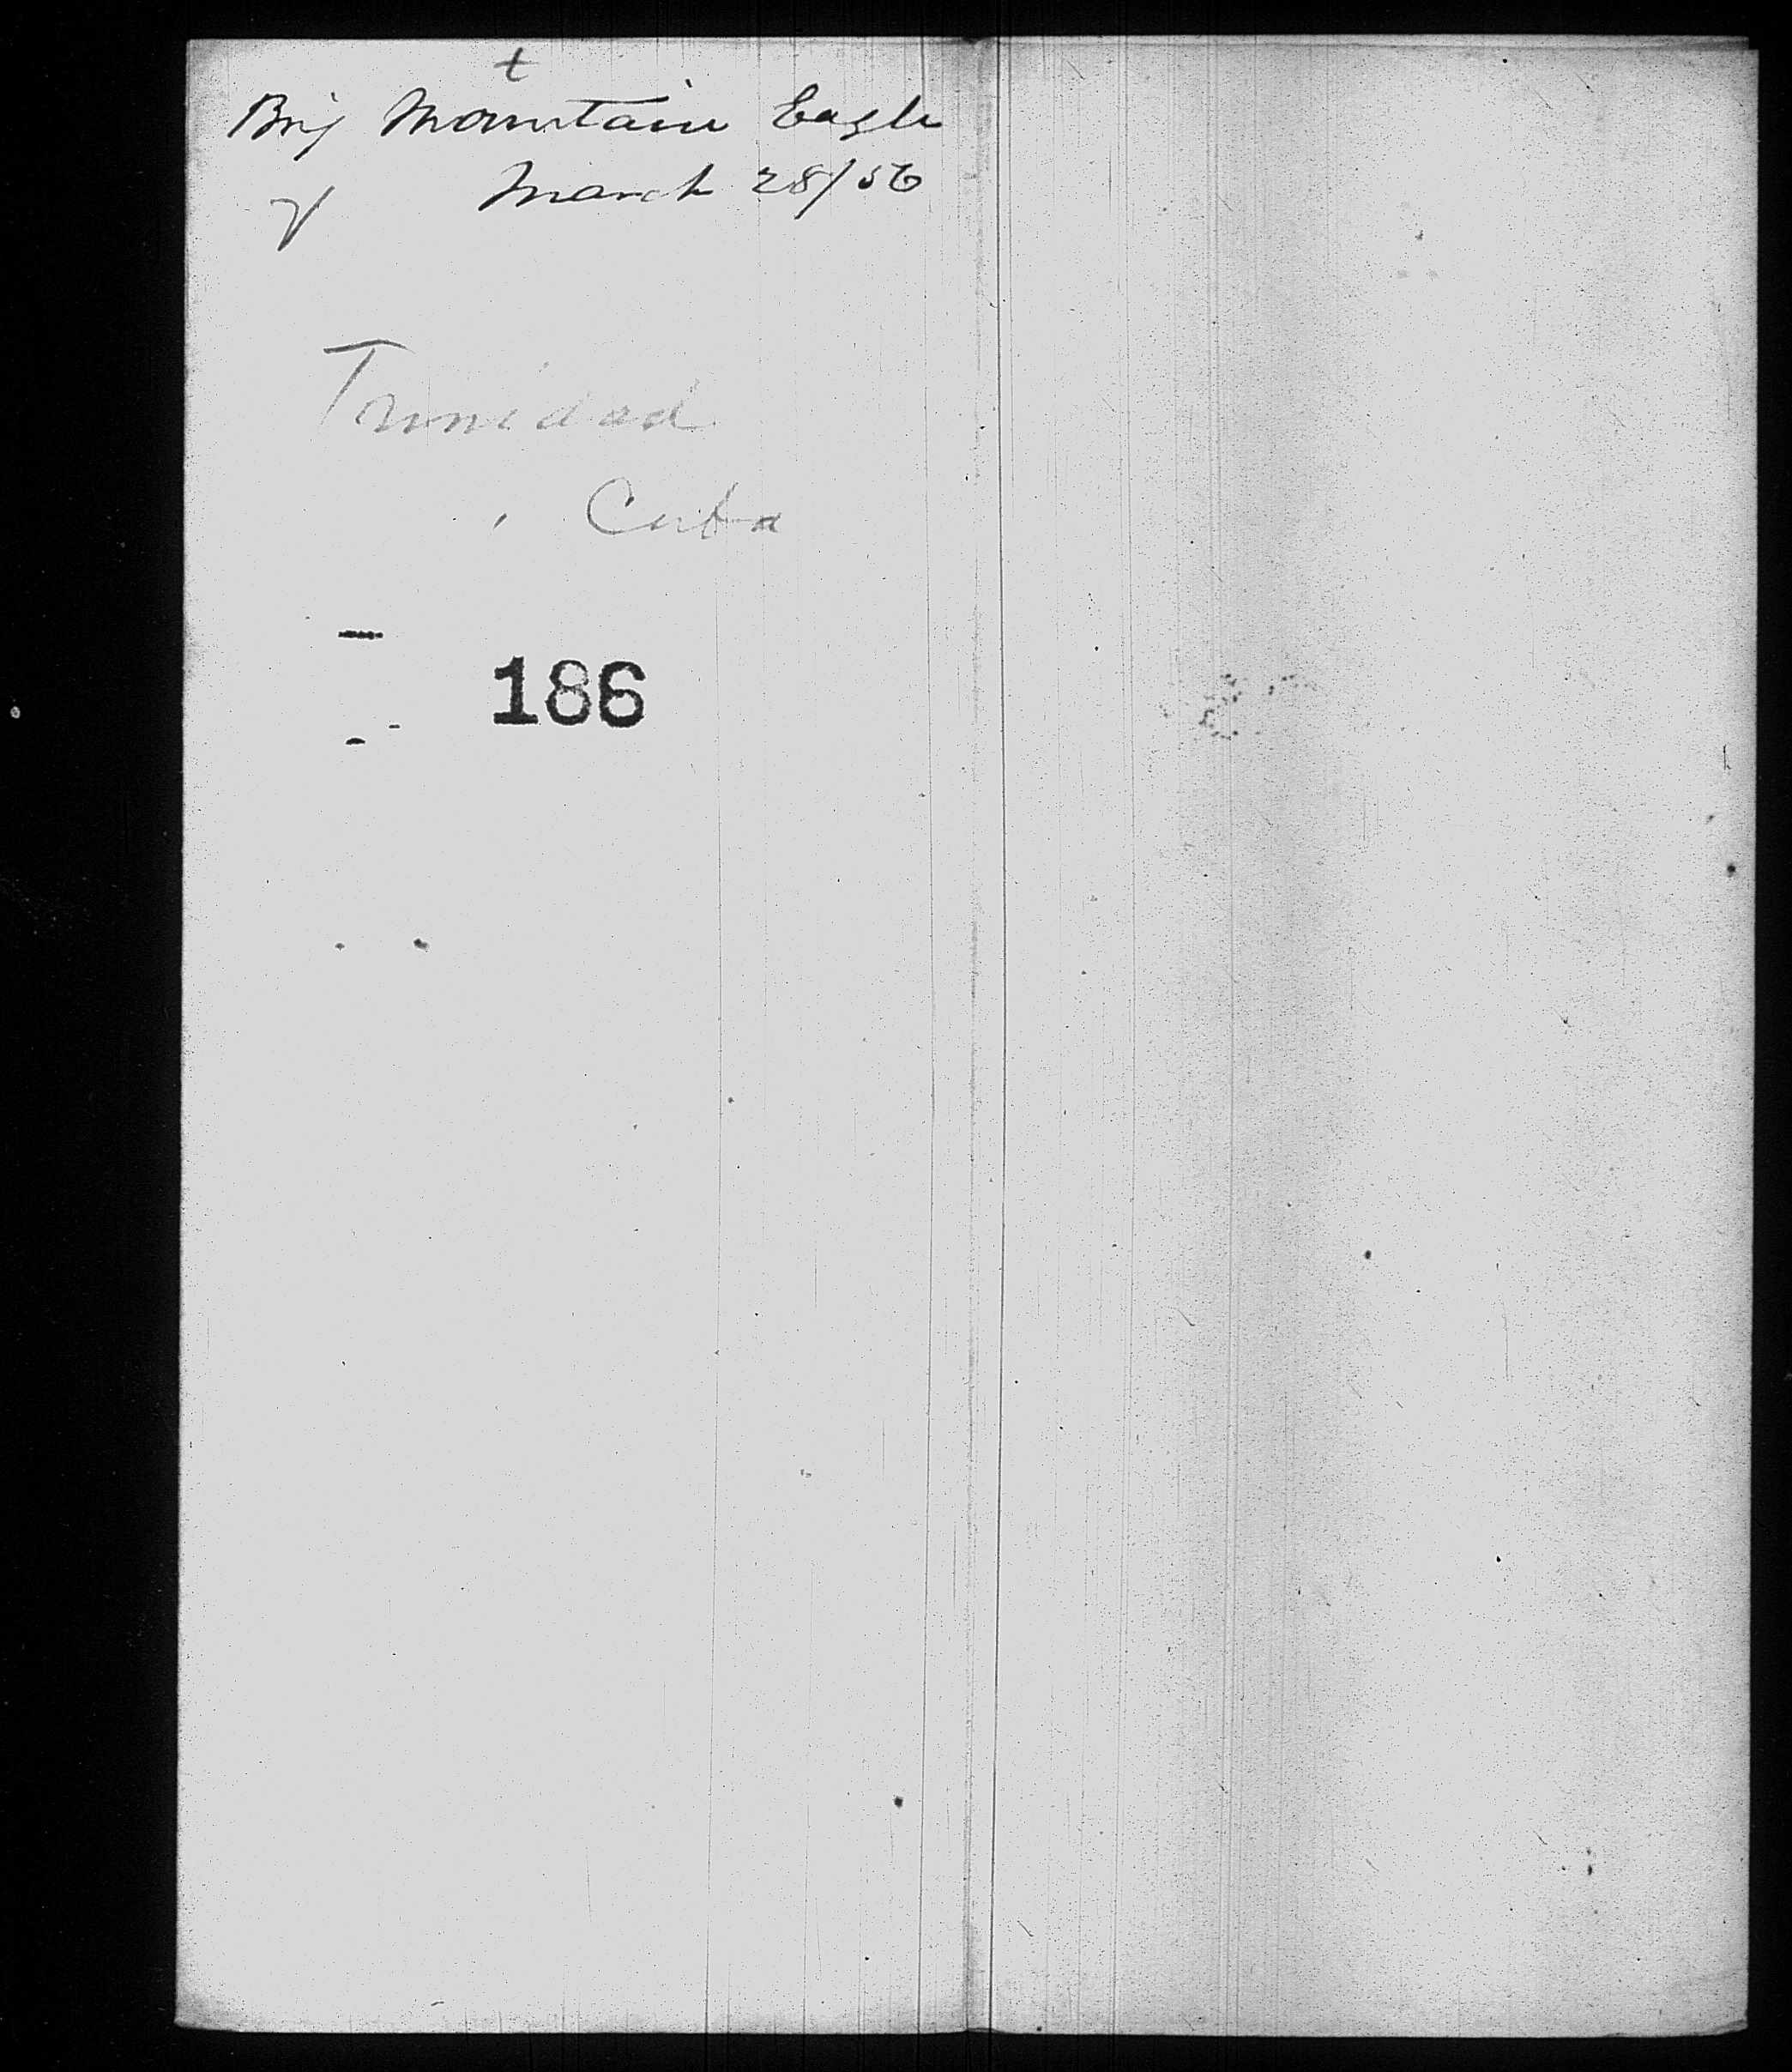 t
Brig Mountain Eagle
March 28/56
Trinidad
Cuba
186